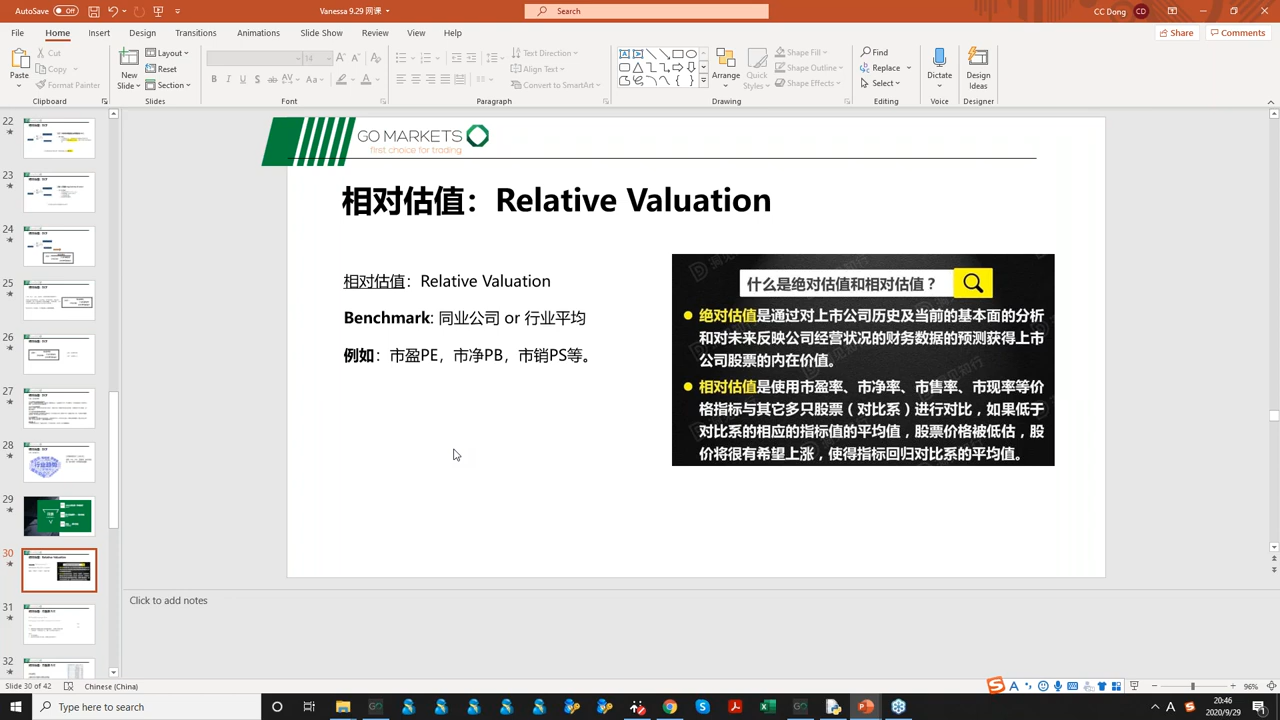 AutoSave Off
Vanessa 9.29 网课
Search
File Home Insert Design Transitions Animations Slide Show Review View Help
Share Comments
Paste
Cut
Copy
Format Painter
Clipboard
New Slide
Layout
Reset
Section
Slides
14
Font
Text Direction
Align Text
Convert to SmartArt
Paragraph
Arrange
Quick Styles
Shape Fill
Shape Outline
Shape Effects
Drawing
Find
Replace
Select
Editing
Dictate
Voice
Design Ideas
Designer
22
23
24
25
26
27
28
29
30
31
32
GO MARKETS
first choice for trading
相对估值：Relative Valuation
相对估值：Relative Valuation
Benchmark: 同业公司 or 行业平均
例如：市盈PE，市净PB，市销PS等。
什么是绝对估值和相对估值？
绝对估值是通过对上市公司历史及当前的基本面的分析
和对未来反映公司经营状况的财务数据的预测获得上市
公司股票的内在价值。
相对估值是使用市盈率、市净率、市售率、市现率等价
格指标与其它多只股票（对比系）进行对比，如果低于
对比系的相应的指标值的平均值，股票价格被低估，股
价将很有希望上涨，使得指标回归对比系的平均值。
Click to add notes
Slide 30 of 42
Chinese (China)
96%
Type here to search
20:46
2020/9/29